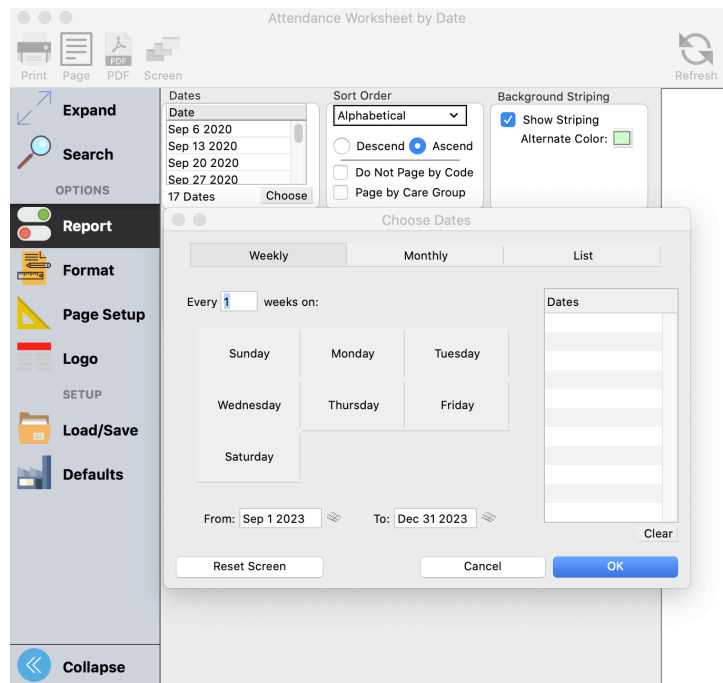 Attendance Worksheet by Date
Print Page PDF Screen Refresh
PDF
Expand
Search
OPTIONS
Report
Format
Page Setup
Logo
SETUP
Load/Save
Defaults
Collapse
Dates
Date
Sep 6 2020
Sep 13 2020
Sep 20 2020
Sep 27 2020
17 Dates Choose
Sort Order
Alphabetical
Descend Ascend
Do Not Page by Code
Page by Care Group
Background Striping
Show Striping
Alternate Color:
Choose Dates
Weekly Monthly List
Every 1 weeks on:
Sunday Monday Tuesday
Wednesday Thursday Friday
Saturday
Dates
From: Sep 1 2023 To: Dec 31 2023
Clear
Reset Screen Cancel OK